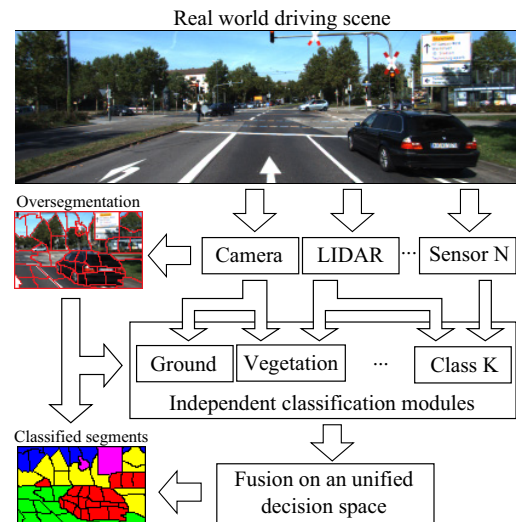 Real world driving scene
Oversegmentation
Camera
LIDAR
...
Sensor N
Ground
Vegetation
...
Class K
Independent classification modules
Classified segments
Fusion on an unified
decision space